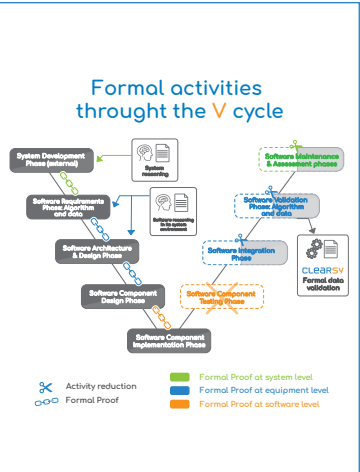 Formal activities
throught the V cycle
System Development
Phase (external)
System
reasoning
Software Maintenance
& Assessment phases
Software Requirements
Phase: Algorithm
and data
Software reasoning
in its system
environment
Software Validation
Phase: Algorithm
and data
Software Architecture
& Design Phase
Software Integration
Phase
CLEARSY
Formal data
validation
Software Component
Design Phase
Software Component
Testing Phase
Software Component
Implementation Phase
Activity reduction
Formal Proof
Formal Proof at system level
Formal Proof at equipment level
Formal Proof at software level